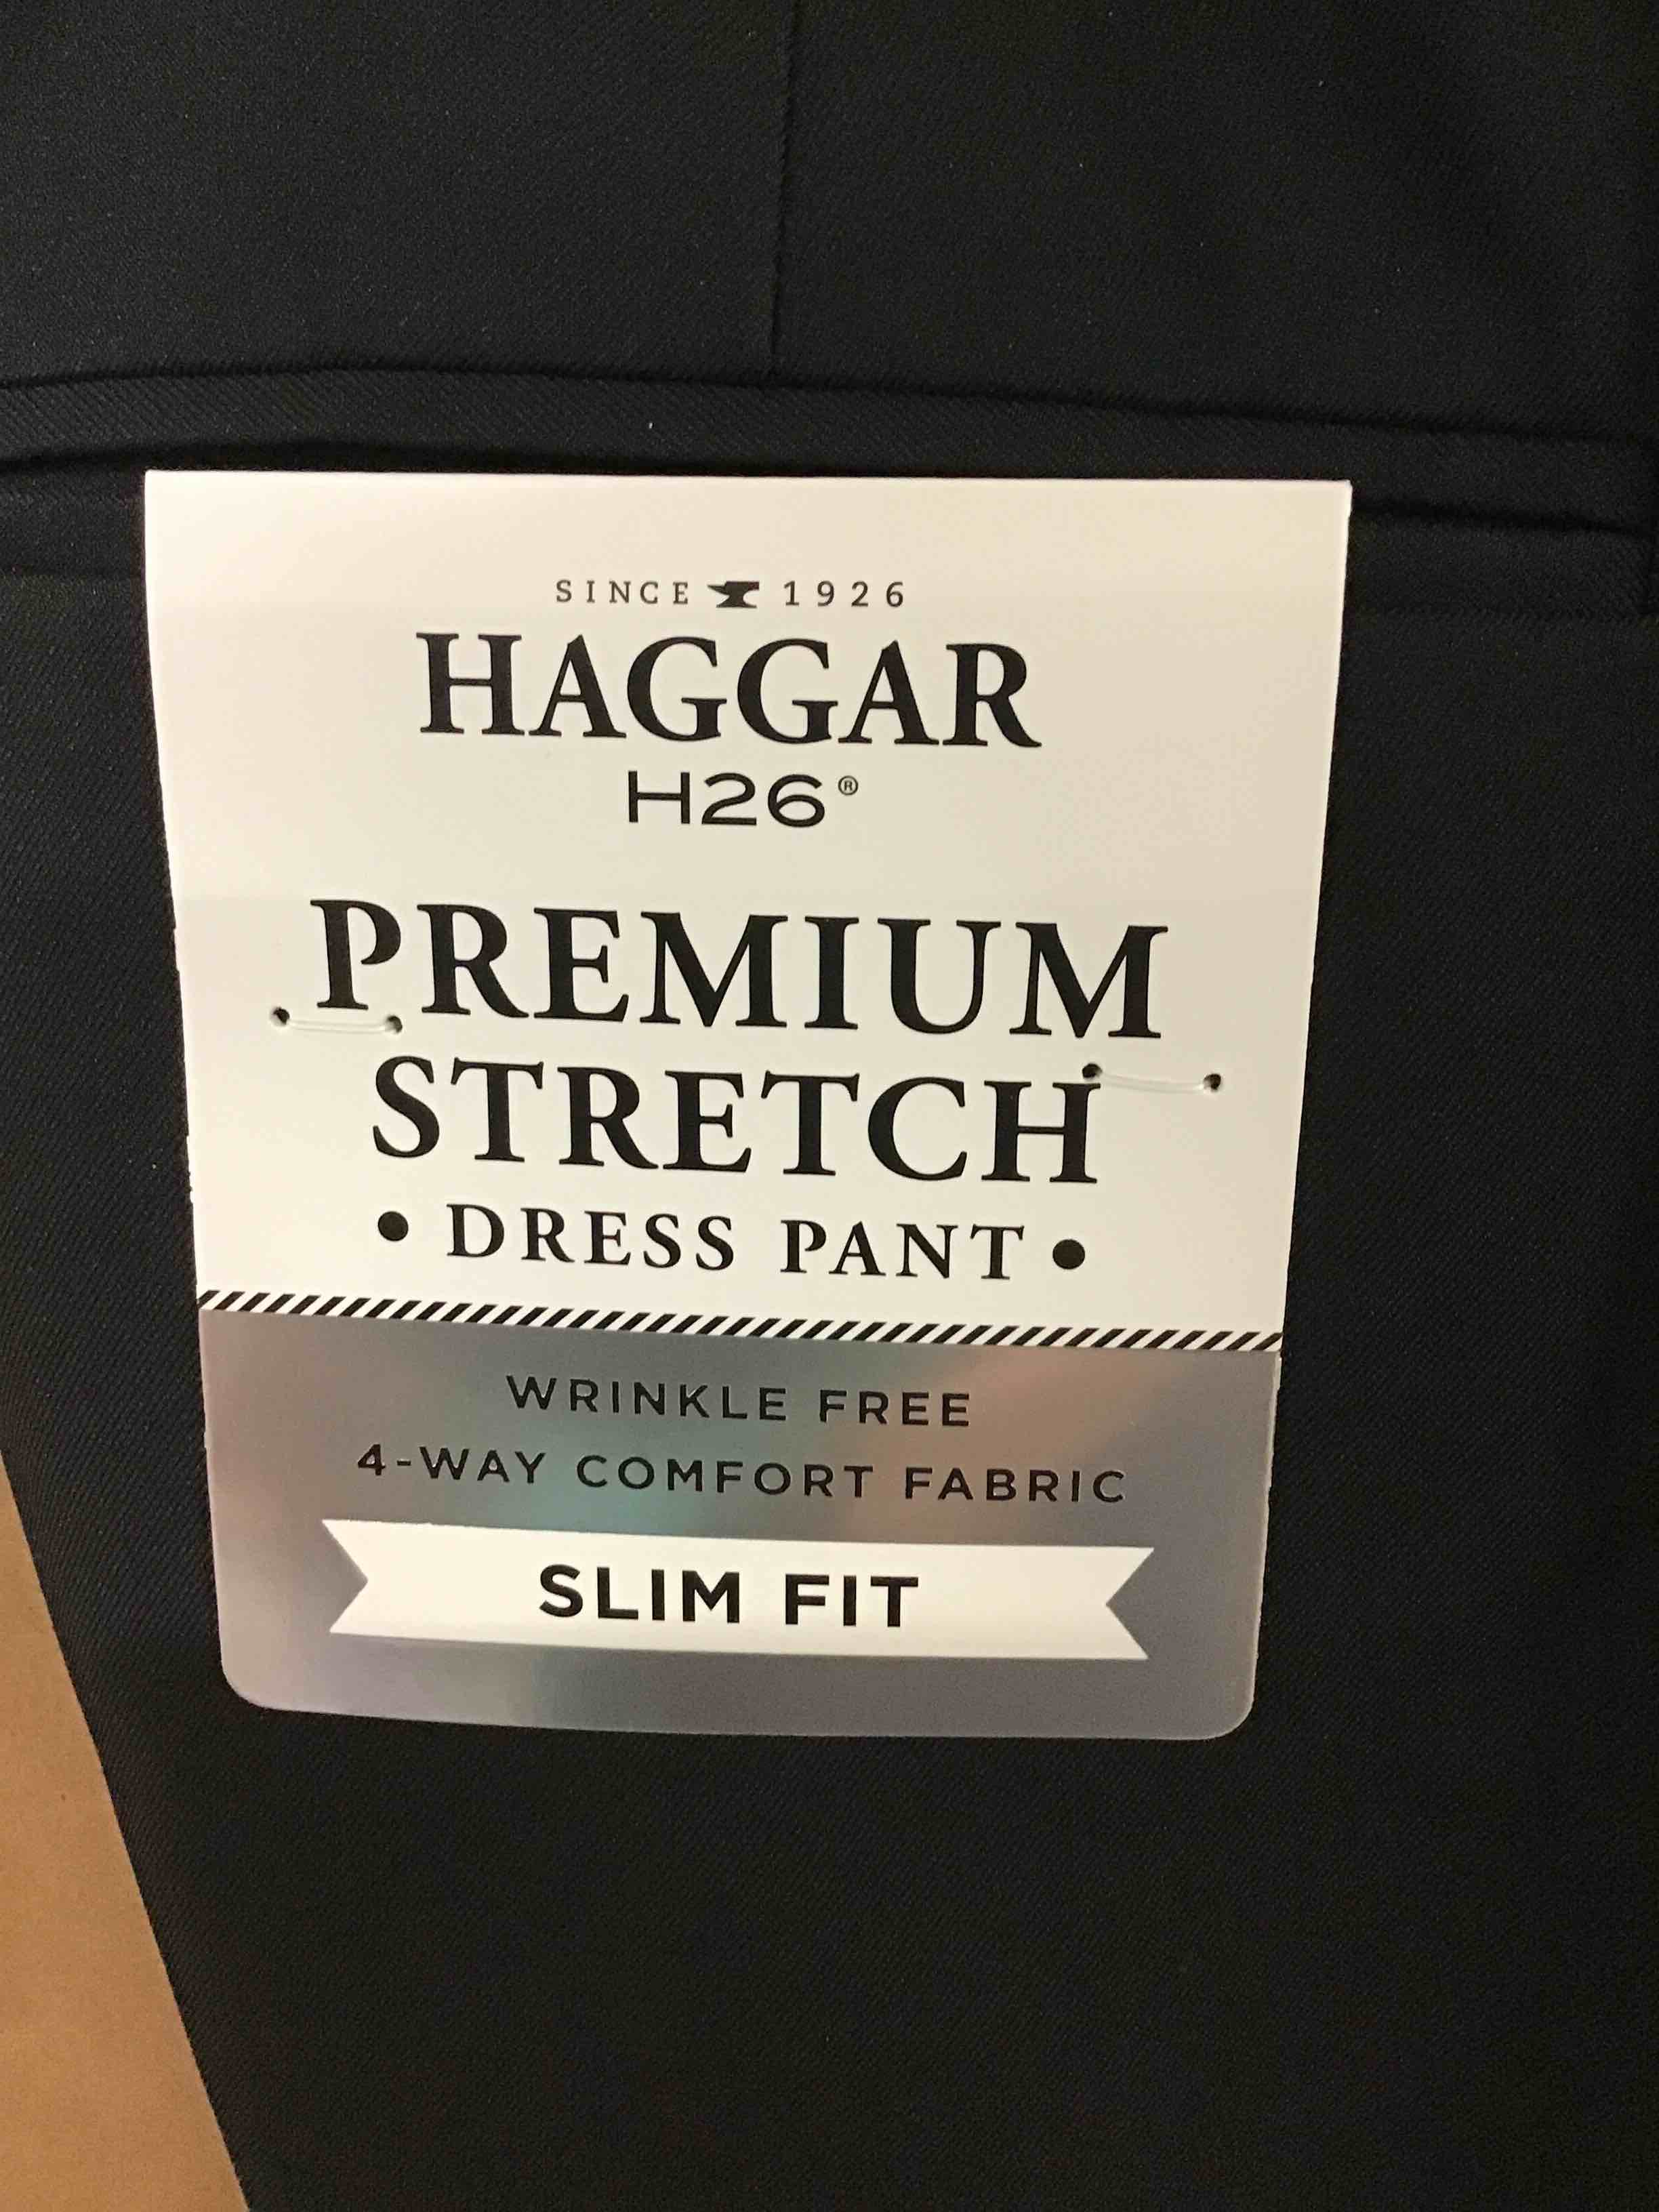 SINCE 1926
HAGGAR
H26®
PREMIUM
STRETCH
• DRESS PANT •
WRINKLE FREE
4-WAY COMFORT FABRIC
SLIM FIT